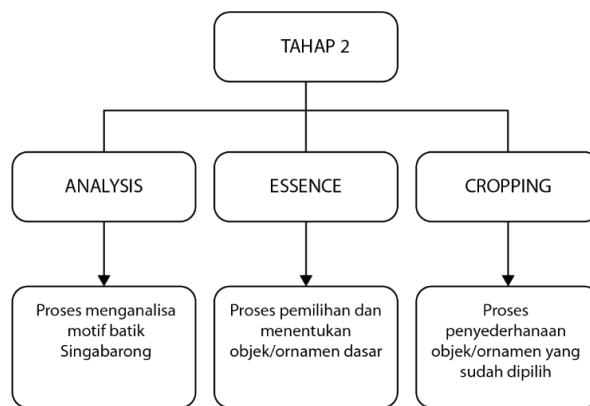 TAHAP 2
ANALYSIS
ESSENCE
CROPPING
Proses menganalisa
motif batik
Singabarong
Proses pemilihan dan
menentukan
objek/ornamen dasar
Proses
penyederhanaan
objek/ornamen yang
sudah dipilih